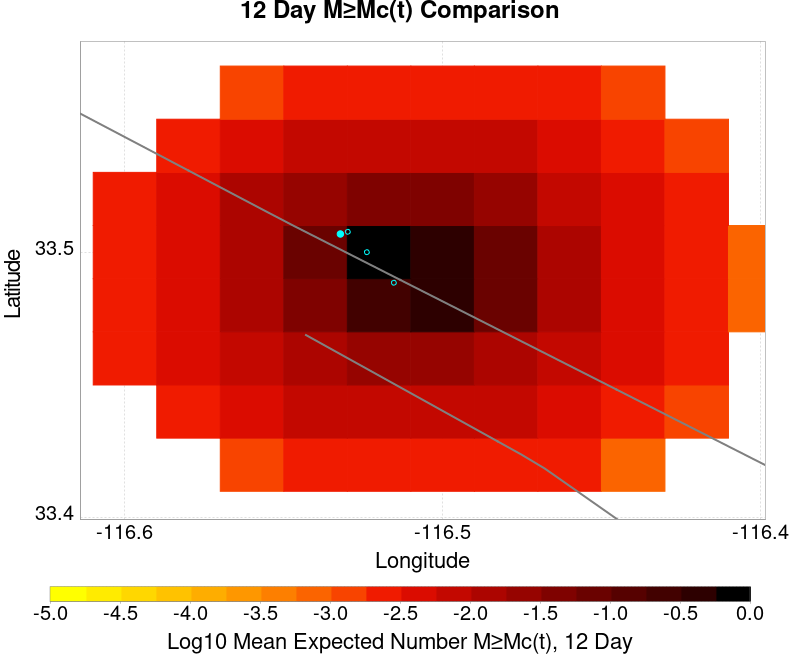 12 Day M≥Mc(t) Comparison
Latitude
33.5
33.4
-116.6 -116.5 -116.4
Longitude
-5.0 -4.5 -4.0 -3.5 -3.0 -2.5 -2.0 -1.5 -1.0 -0.5 0.0
Log10 Mean Expected Number M≥Mc(t), 12 Day